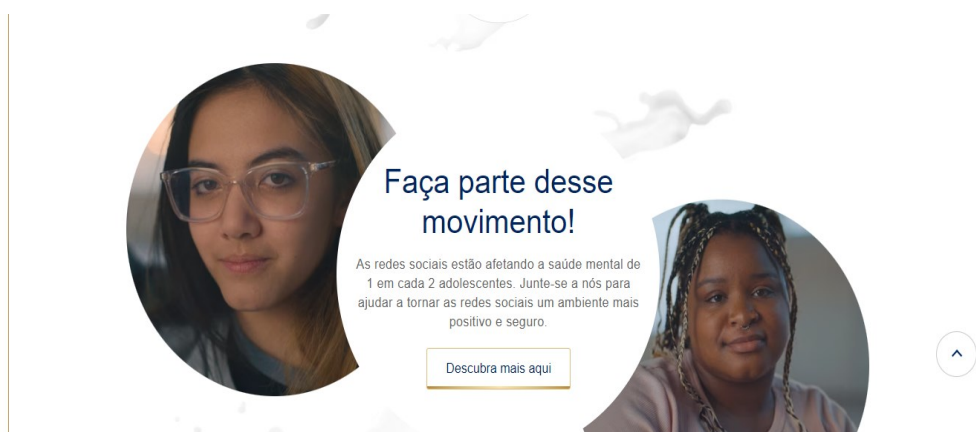 Faça parte desse
movimento!
As redes sociais estão afetando a saúde mental de
1 em cada 2 adolescentes. Junte-se a nós para
ajudar a tornar as redes sociais um ambiente mais
positivo e seguro.
Descubra mais aqui